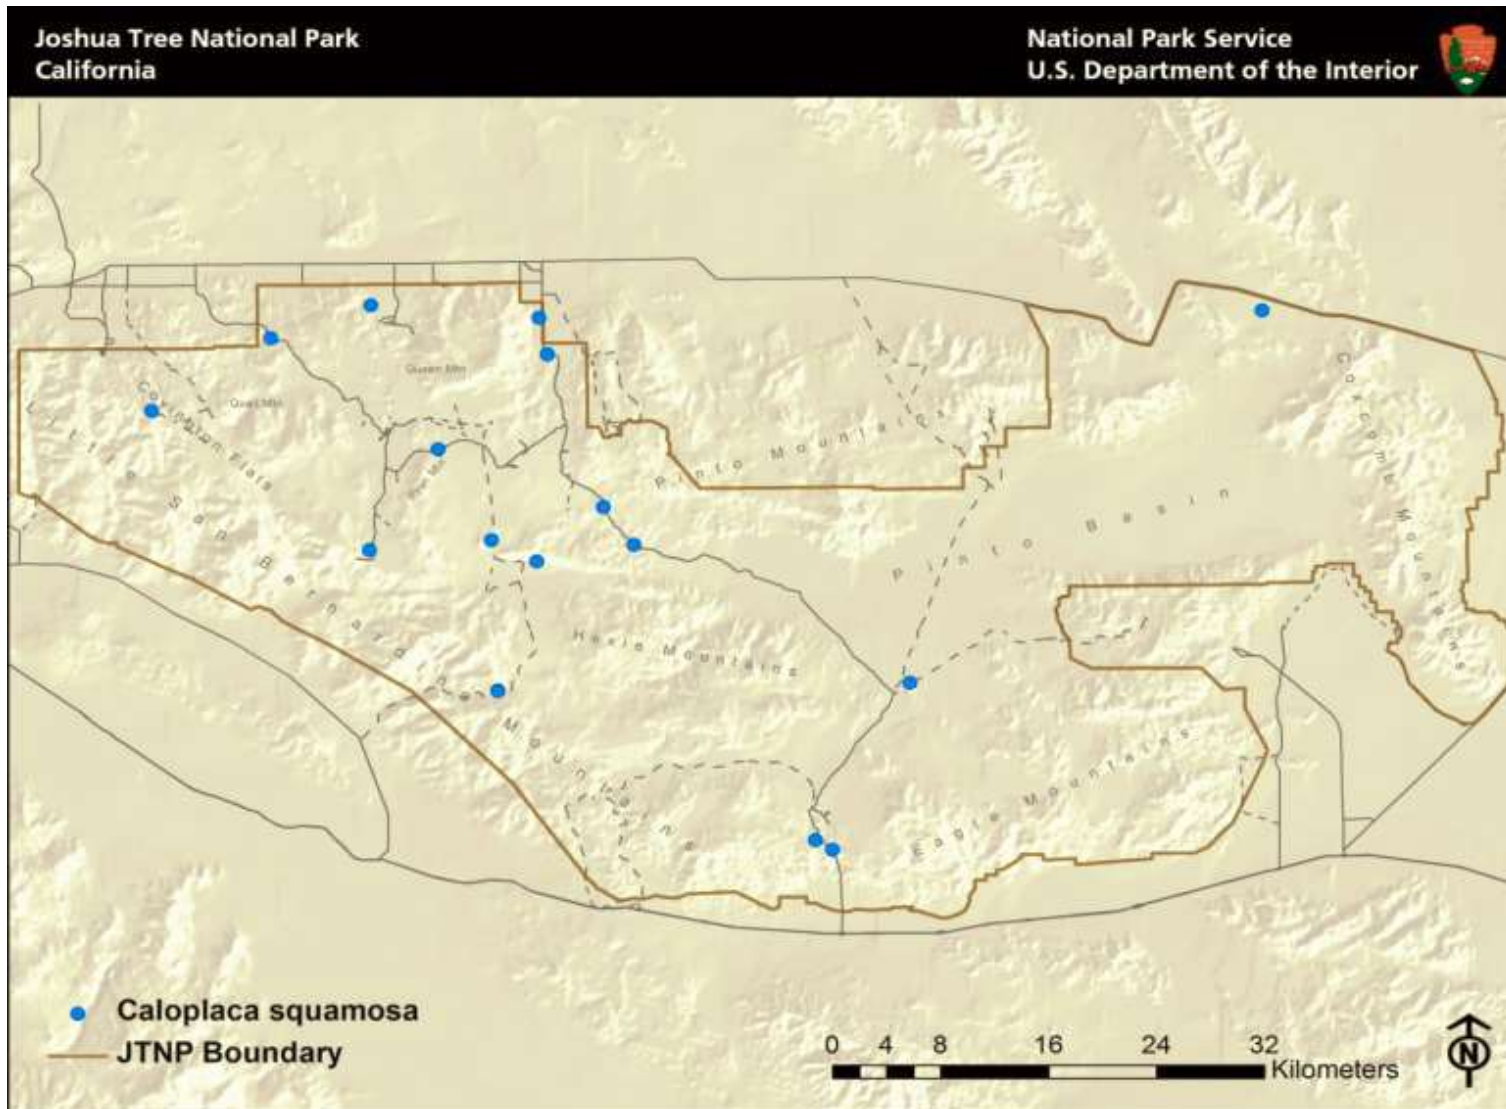 Joshua Tree National Park
California
National Park Service
U.S. Department of the Interior
Queen Mtn
Quail Mtn
Covington Flats
Little San Bernardino Mountains
Pinto Mountains
Coxcomb Mountains
Pinto Basin
Hexie Mountains
Eagle Mountains
Caloplaca squamosa
JTNP Boundary
0 4 8 16 24 32
Kilometers
N